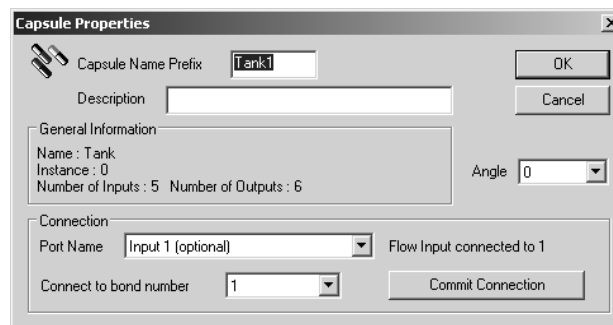 Capsule Properties
Capsule Name Prefix Tank1 OK
Description Cancel
General Information
Name : Tank
Instance : 0
Number of Inputs : 5 Number of Outputs : 6
Angle 0
Connection
Port Name Input 1 (optional) Flow Input connected to 1
Connect to bond number 1 Commit Connection